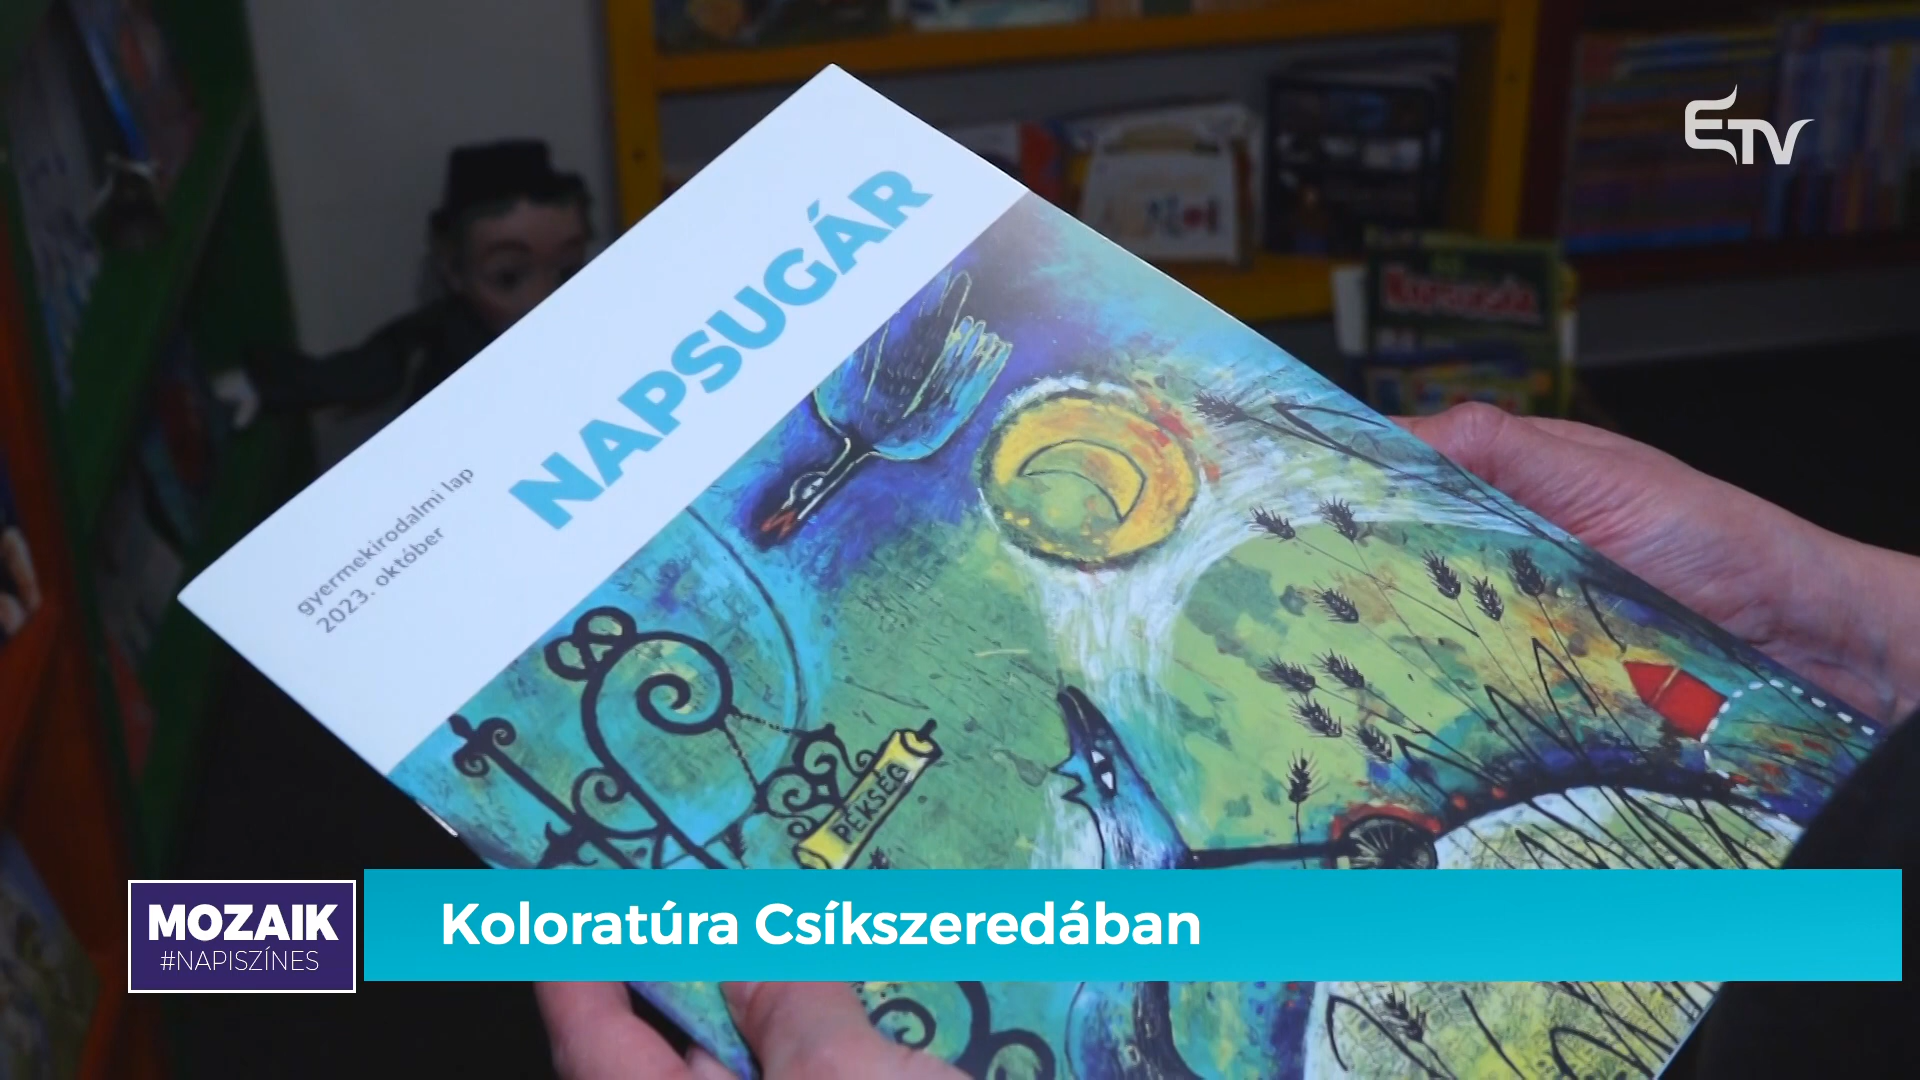 ETV
NAPSUGÁR
gyermekirodalmi lap
2023. október
PÉKSÉG
MOZAIK
#NAPISZÍNES
Koloratúra Csíkszeredában